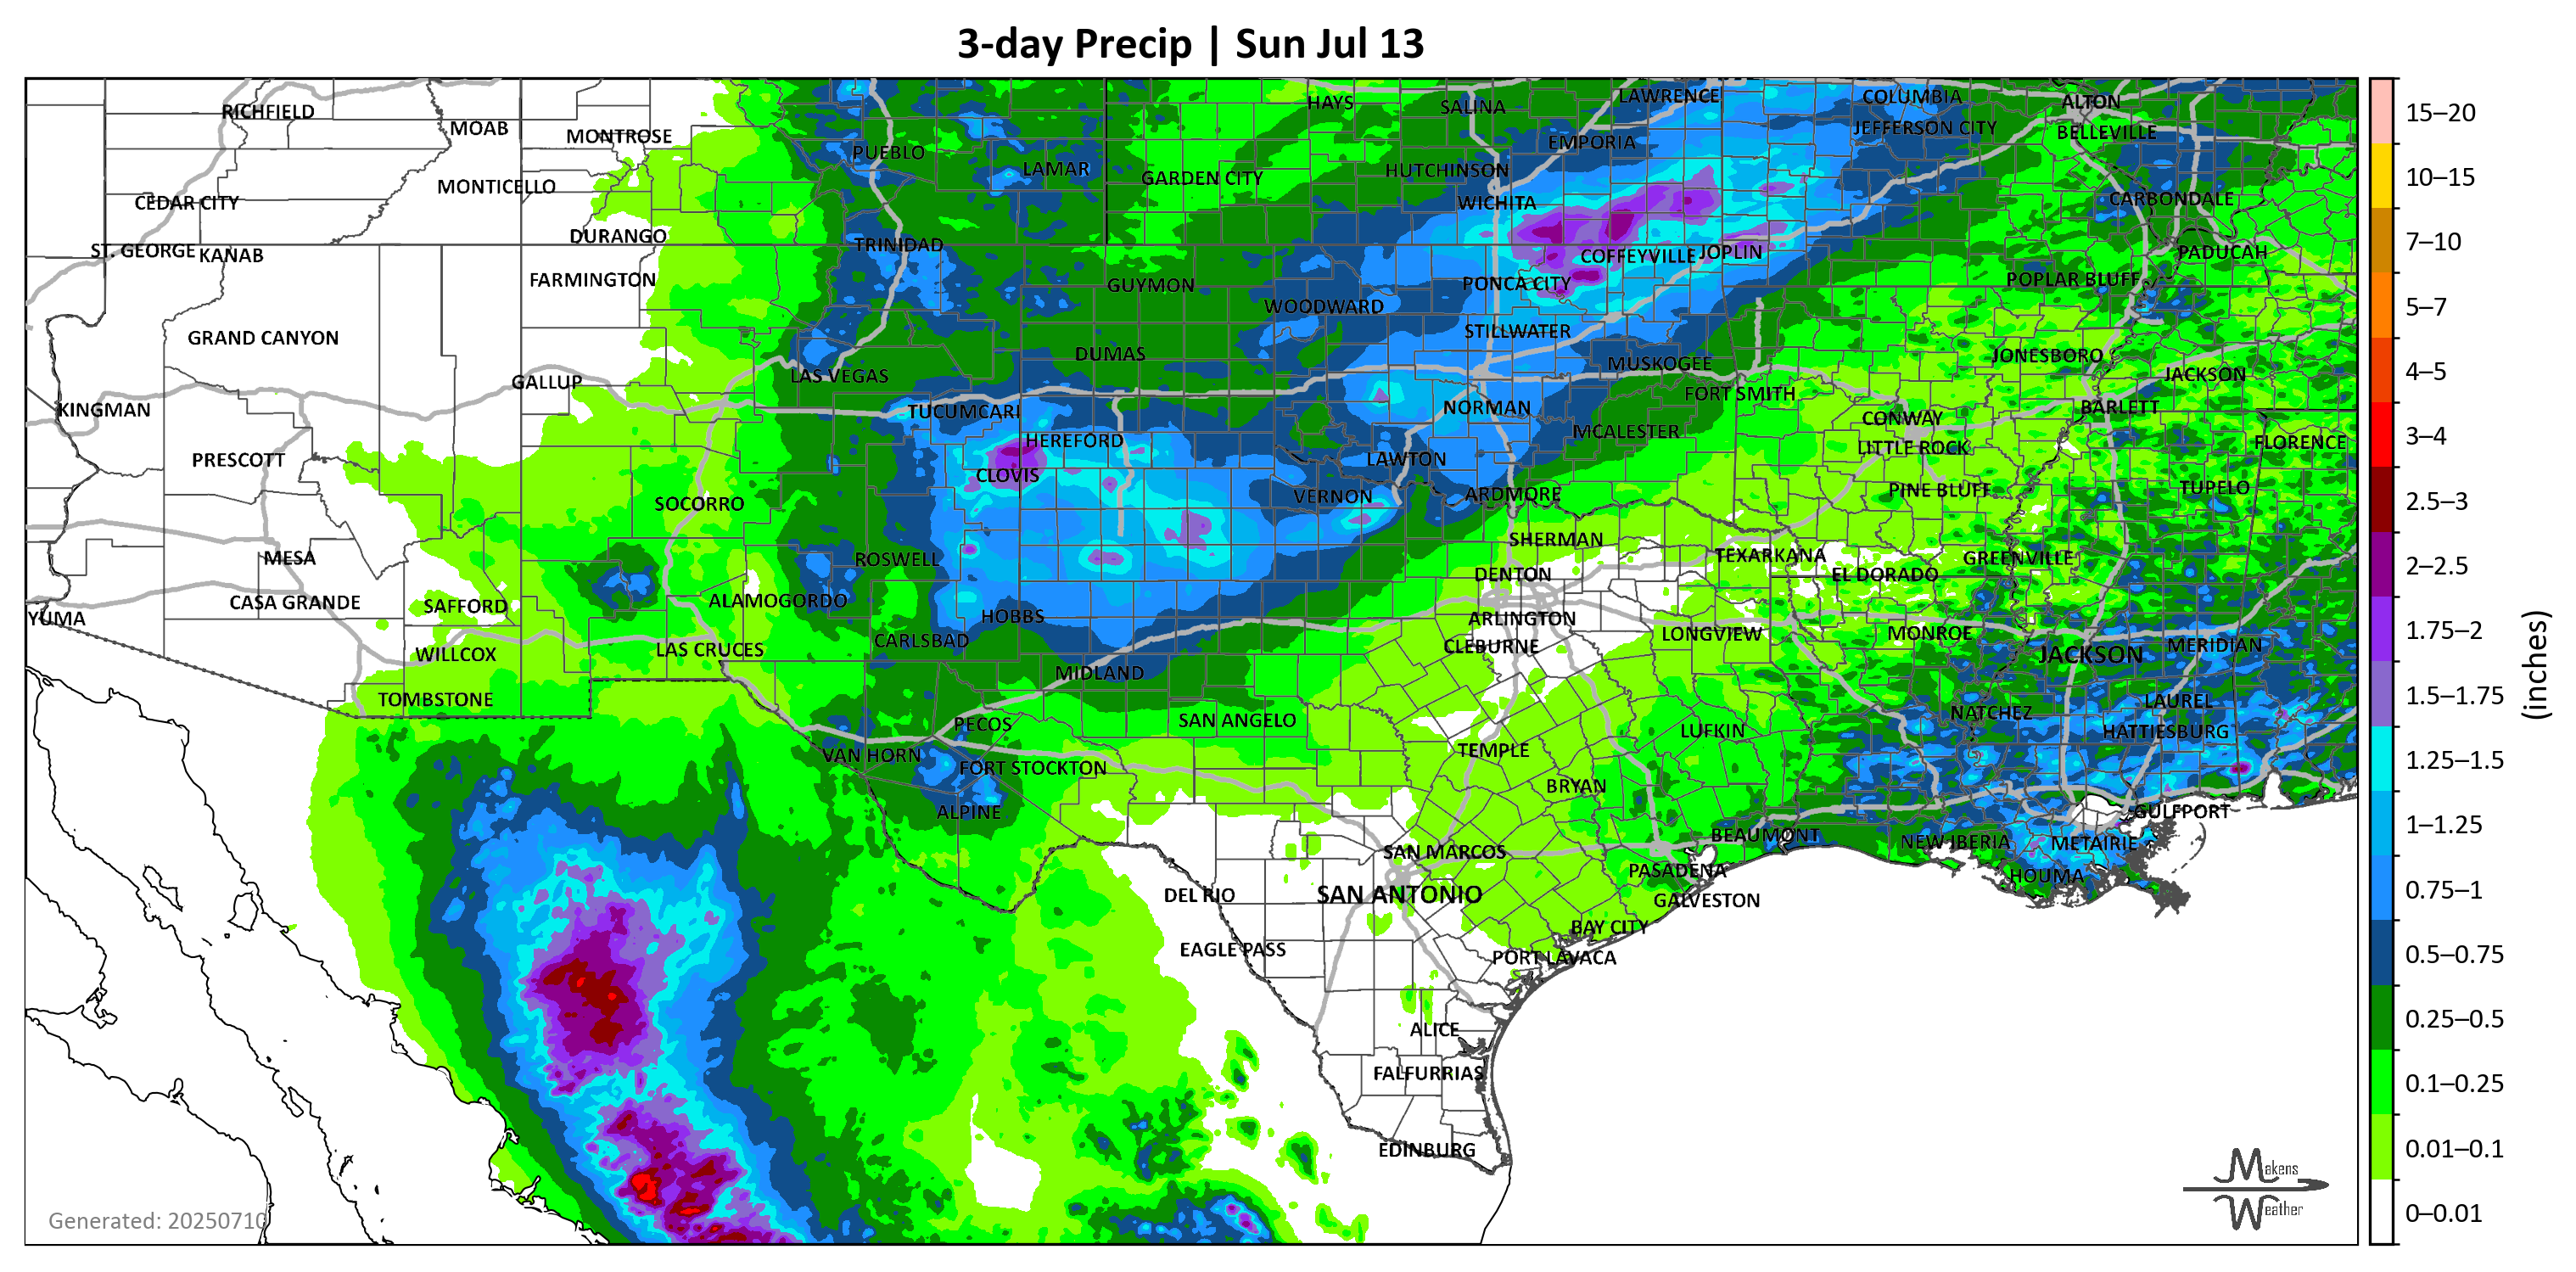 3-day Precip | Sun Jul 13
RICHFIELD
MOAB
MONTROSE
PUEBLO
LAMAR
HAYS
SALINA
LAWRENCE
COLUMBIA
ALTON
JEFFERSON CITY
BELLEVILLE
EMPORIA
HUTCHINSON
GARDEN CITY
MONTICELLO
CEDAR CITY
WICHITA
CARBONDALE
DURANGO
TRINIDAD
ST. GEORGE
KANAB
COFFEYVILLE
JOPLIN
PADUCAH
FARMINGTON
GUYMON
PONCA CITY
POPLAR BLUFF
WOODWARD
GRAND CANYON
STILLWATER
DUMAS
MUSKOGEE
JONESBORO
GALLUP
LAS VEGAS
FORT SMITH
JACKSON
KINGMAN
TUCUMCARI
NORMAN
CONWAY
BARLETT
HEREFORD
MCALESTER
LITTLE ROCK
FLORENCE
PRESCOTT
CLOVIS
LAWTON
SOCORRO
VERNON
ARDMORE
PINE BLUFF
TUPELO
MESA
ROSWELL
SHERMAN
TEXARKANA
GREENVILLE
DENTON
EL DORADO
CASA GRANDE
SAFFORD
ALAMOGORDO
YUMA
HOBBS
ARLINGTON
CARLSBAD
CLEBURNE
LONGVIEW
MONROE
MERIDIAN
WILLCOX
LAS CRUCES
JACKSON
MIDLAND
TOMBSTONE
LAUREL
PECOS
SAN ANGELO
LUFKIN
NATCHEZ
HATTIESBURG
VAN HORN
FORT STOCKTON
TEMPLE
BRYAN
ALPINE
GULFPORT
BEAUMONT
NEW IBERIA
METAIRIE
SAN MARCOS
PASADENA
HOUMA
DEL RIO
SAN ANTONIO
GALVESTON
BAY CITY
EAGLE PASS
PORT LAVACA
ALICE
FALFURRIAS
EDINBURG
Generated: 20250710
Makens
Weather
15–20
10–15
7–10
5–7
4–5
3–4
2.5–3
2–2.5
1.75–2
1.5–1.75
1.25–1.5
1–1.25
0.75–1
0.5–0.75
0.25–0.5
0.1–0.25
0.01–0.1
0–0.01
(inches)